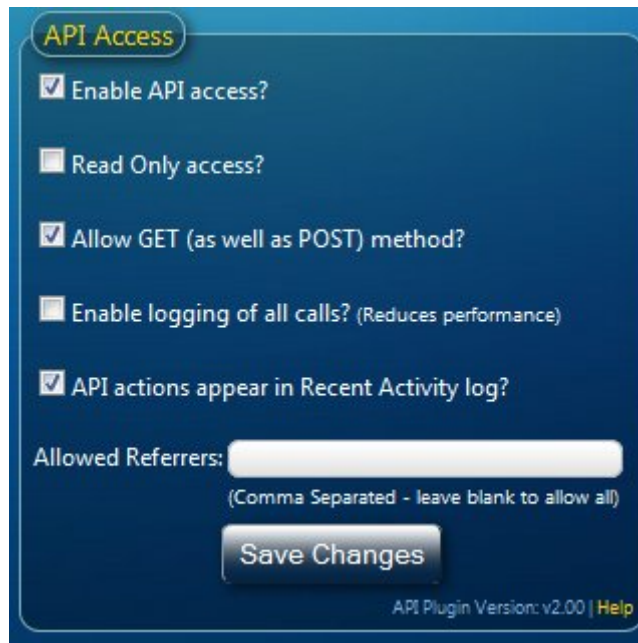 API Access
Enable API access?
Read Only access?
Allow GET (as well as POST) method?
Enable logging of all calls? (Reduces performance)
API actions appear in Recent Activity log?
Allowed Referrers:
(Comma Separated - leave blank to allow all)
Save Changes
API Plugin Version: v2.00 | Help